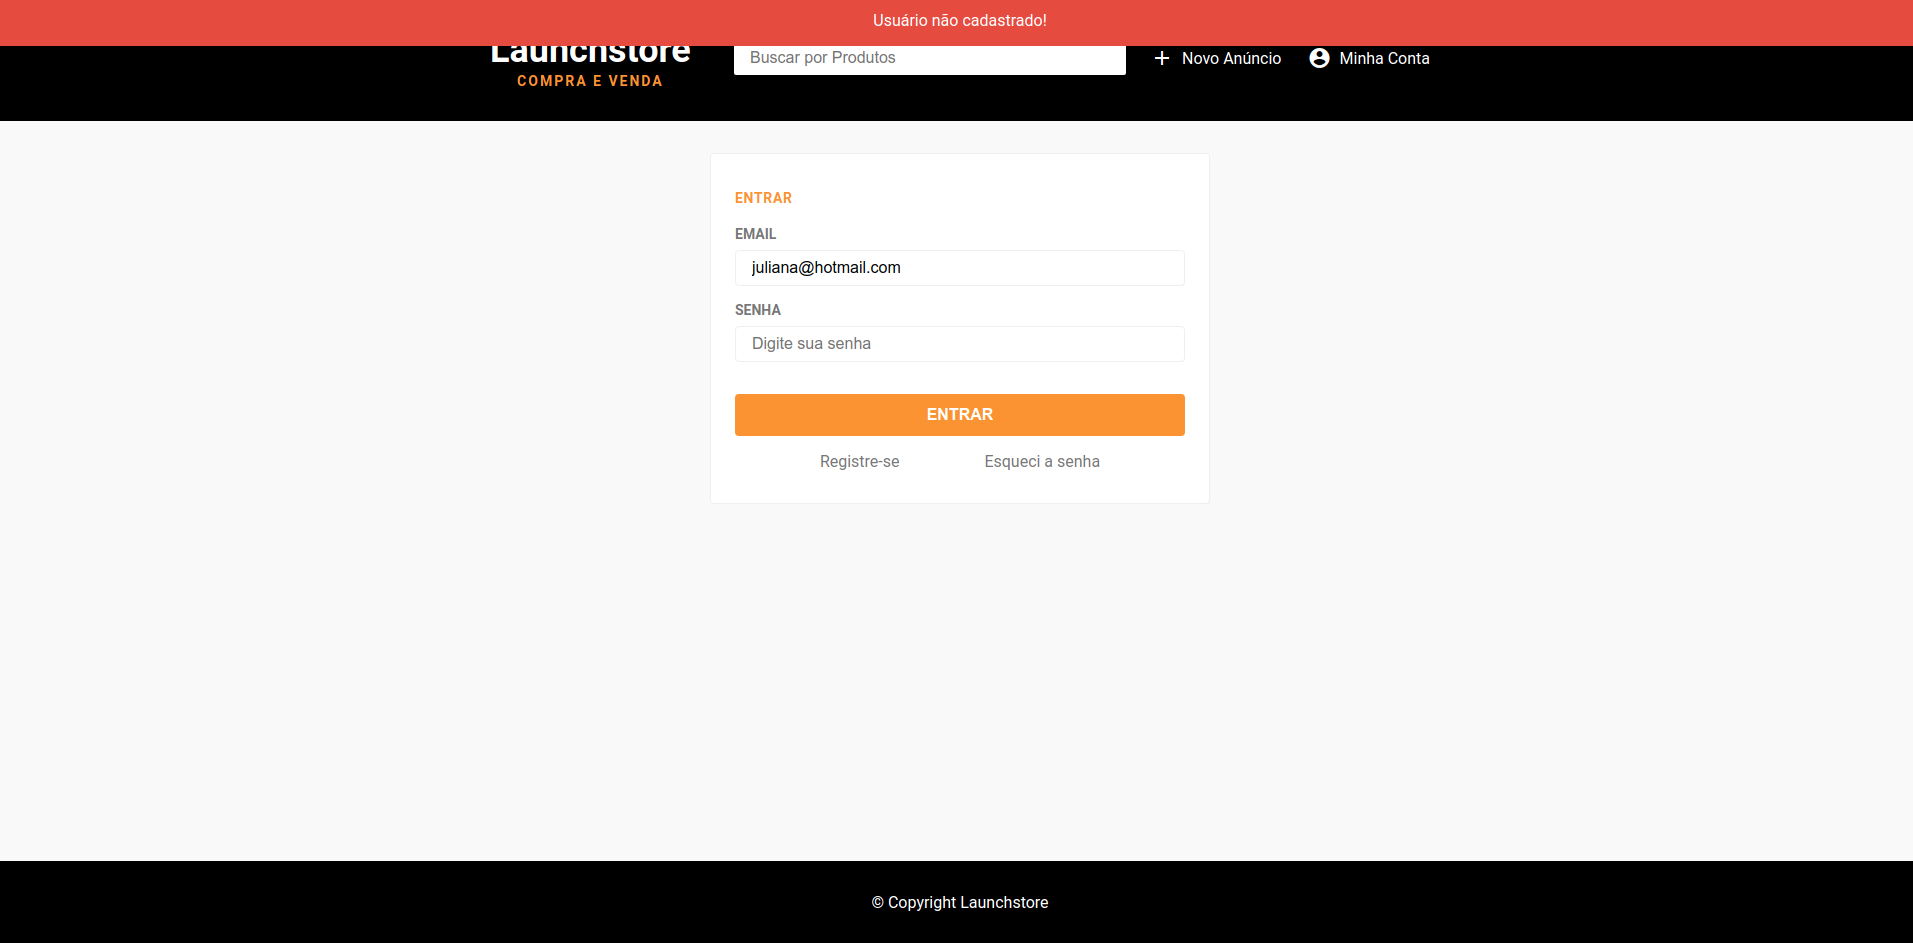 Usuário não cadastrado!
Launchstore
COMPRA E VENDA
Buscar por Produtos
Novo Anúncio
Minha Conta
ENTRAR
EMAIL
juliana@hotmail.com
SENHA
Digite sua senha
ENTRAR
Registre-se
Esqueci a senha
© Copyright Launchstore